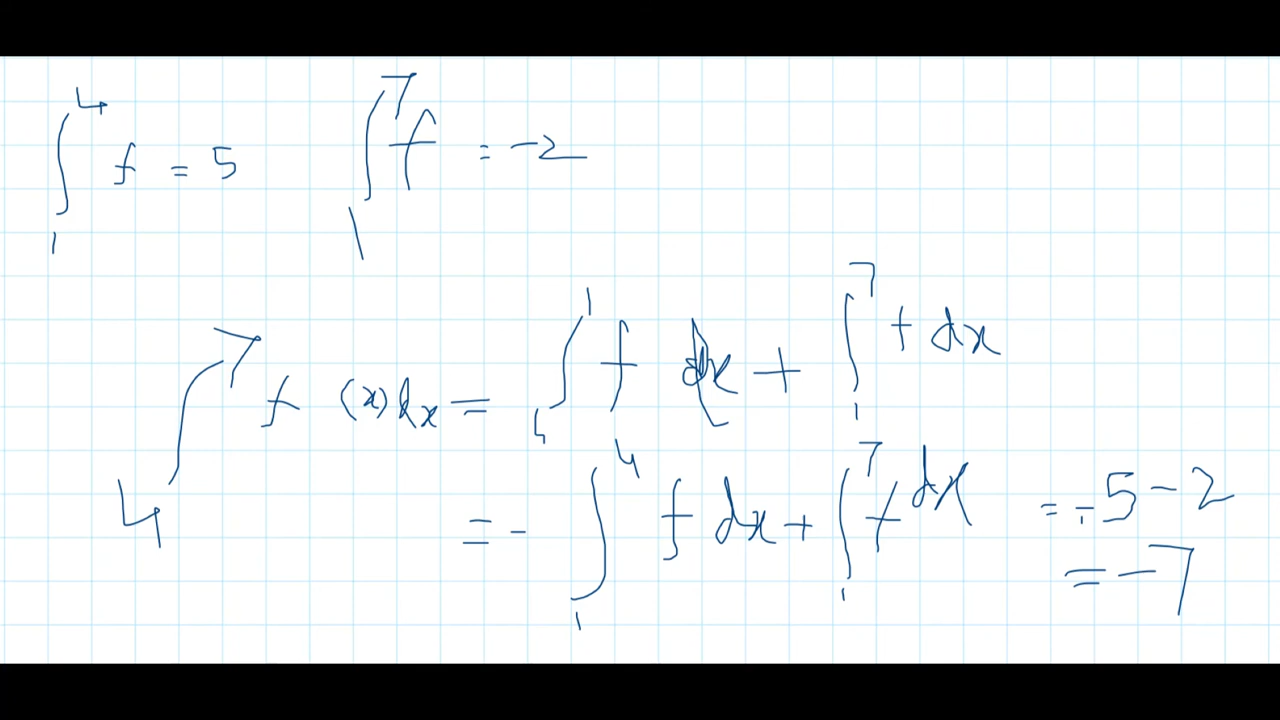 ∫₁⁴ f = 5   ∫₁⁷ f = -2
∫₄⁷ f (x) dx = ∫₄¹ f dx + ∫₁⁷ f dx
= - ∫₁⁴ f dx + ∫₁⁷ f dx = -5 - 2
= -7